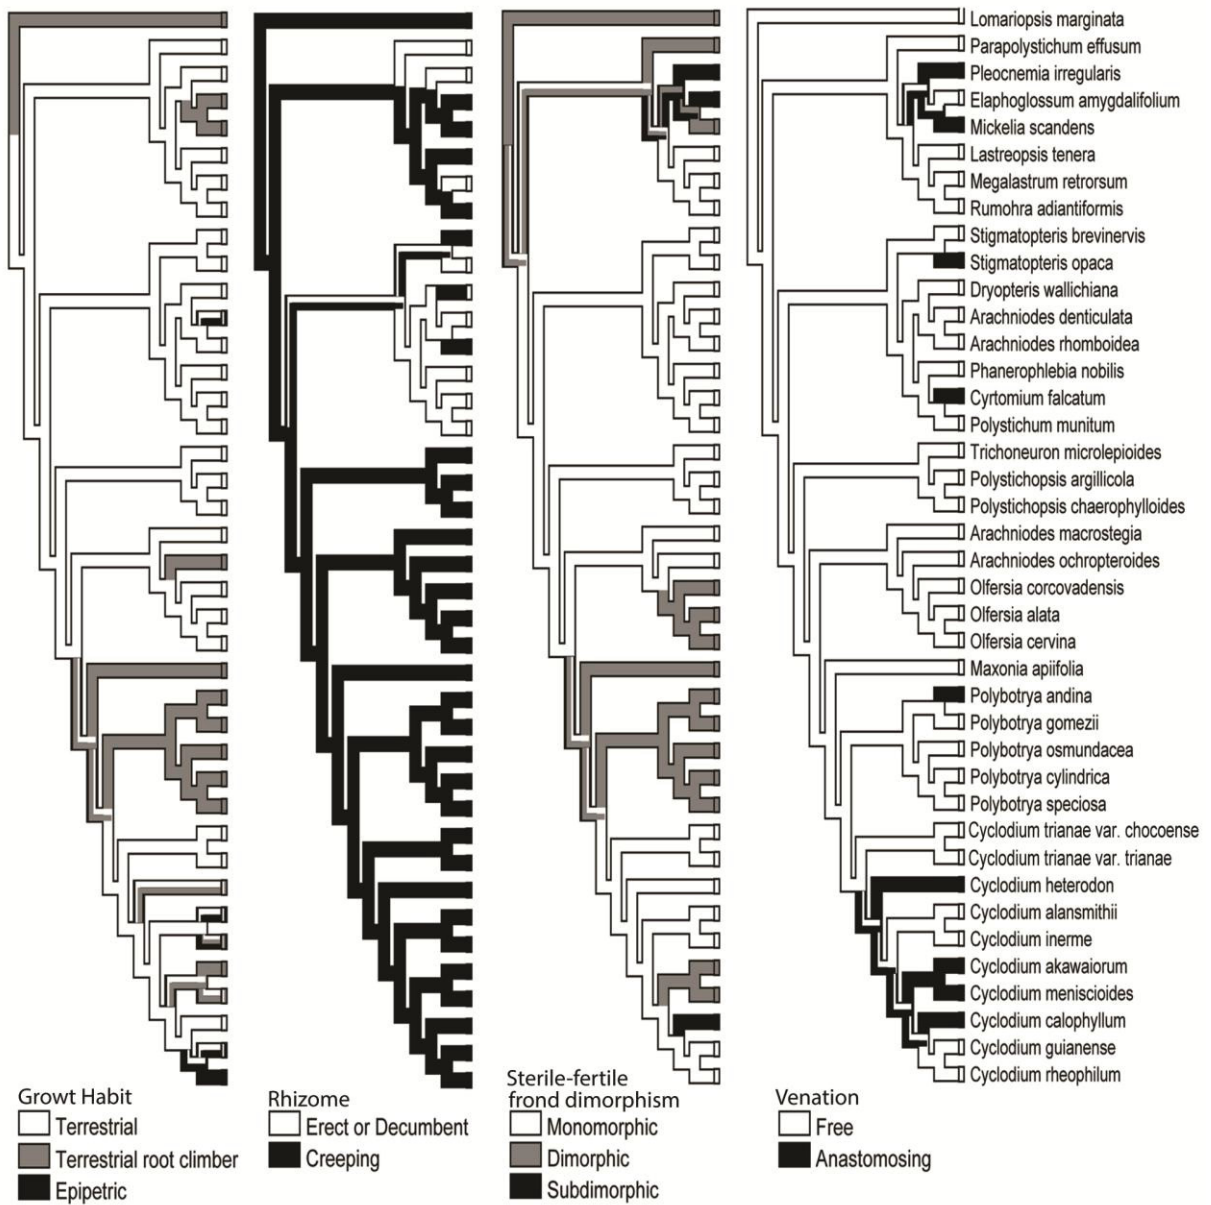 Lomariopsis marginata
Parapolystichum effusum
Pleocnemia irregularis
Elaphoglossum amygdalifolium
Mickelia scandens
Lastreopsis tenera
Megalastrum retrorsum
Rumohra adiantiformis
Stigmatopteris brevinervis
Stigmatopteris opaca
Dryopteris wallichiana
Arachniodes denticulata
Arachniodes rhomboidea
Phanerophlebia nobilis
Cyrtomium falcatum
Polystichum munitum
Trichoneuron microlepioides
Polystichopsis argillicola
Polystichopsis chaerophylloides
Arachniodes macrostegia
Arachniodes ochropteroides
Olfersia corcovadensis
Olfersia alata
Olfersia cervina
Maxonia apiifolia
Polybotrya andina
Polybotrya gomezii
Polybotrya osmundacea
Polybotrya cylindrica
Polybotrya speciosa
Cyclodium trianae var. chocoense
Cyclodium trianae var. trianae
Cyclodium heterodon
Cyclodium alansmithii
Cyclodium inerme
Cyclodium akawaiorum
Cyclodium meniscioides
Cyclodium calophyllum
Cyclodium guianense
Cyclodium rheophilum
Growt Habit
Terrestrial
Terrestrial root climber
Epipetric
Rhizome
Erect or Decumbent
Creeping
Sterile-fertile
frond dimorphism
Monomorphic
Dimorphic
Subdimorphic
Venation
Free
Anastomosing